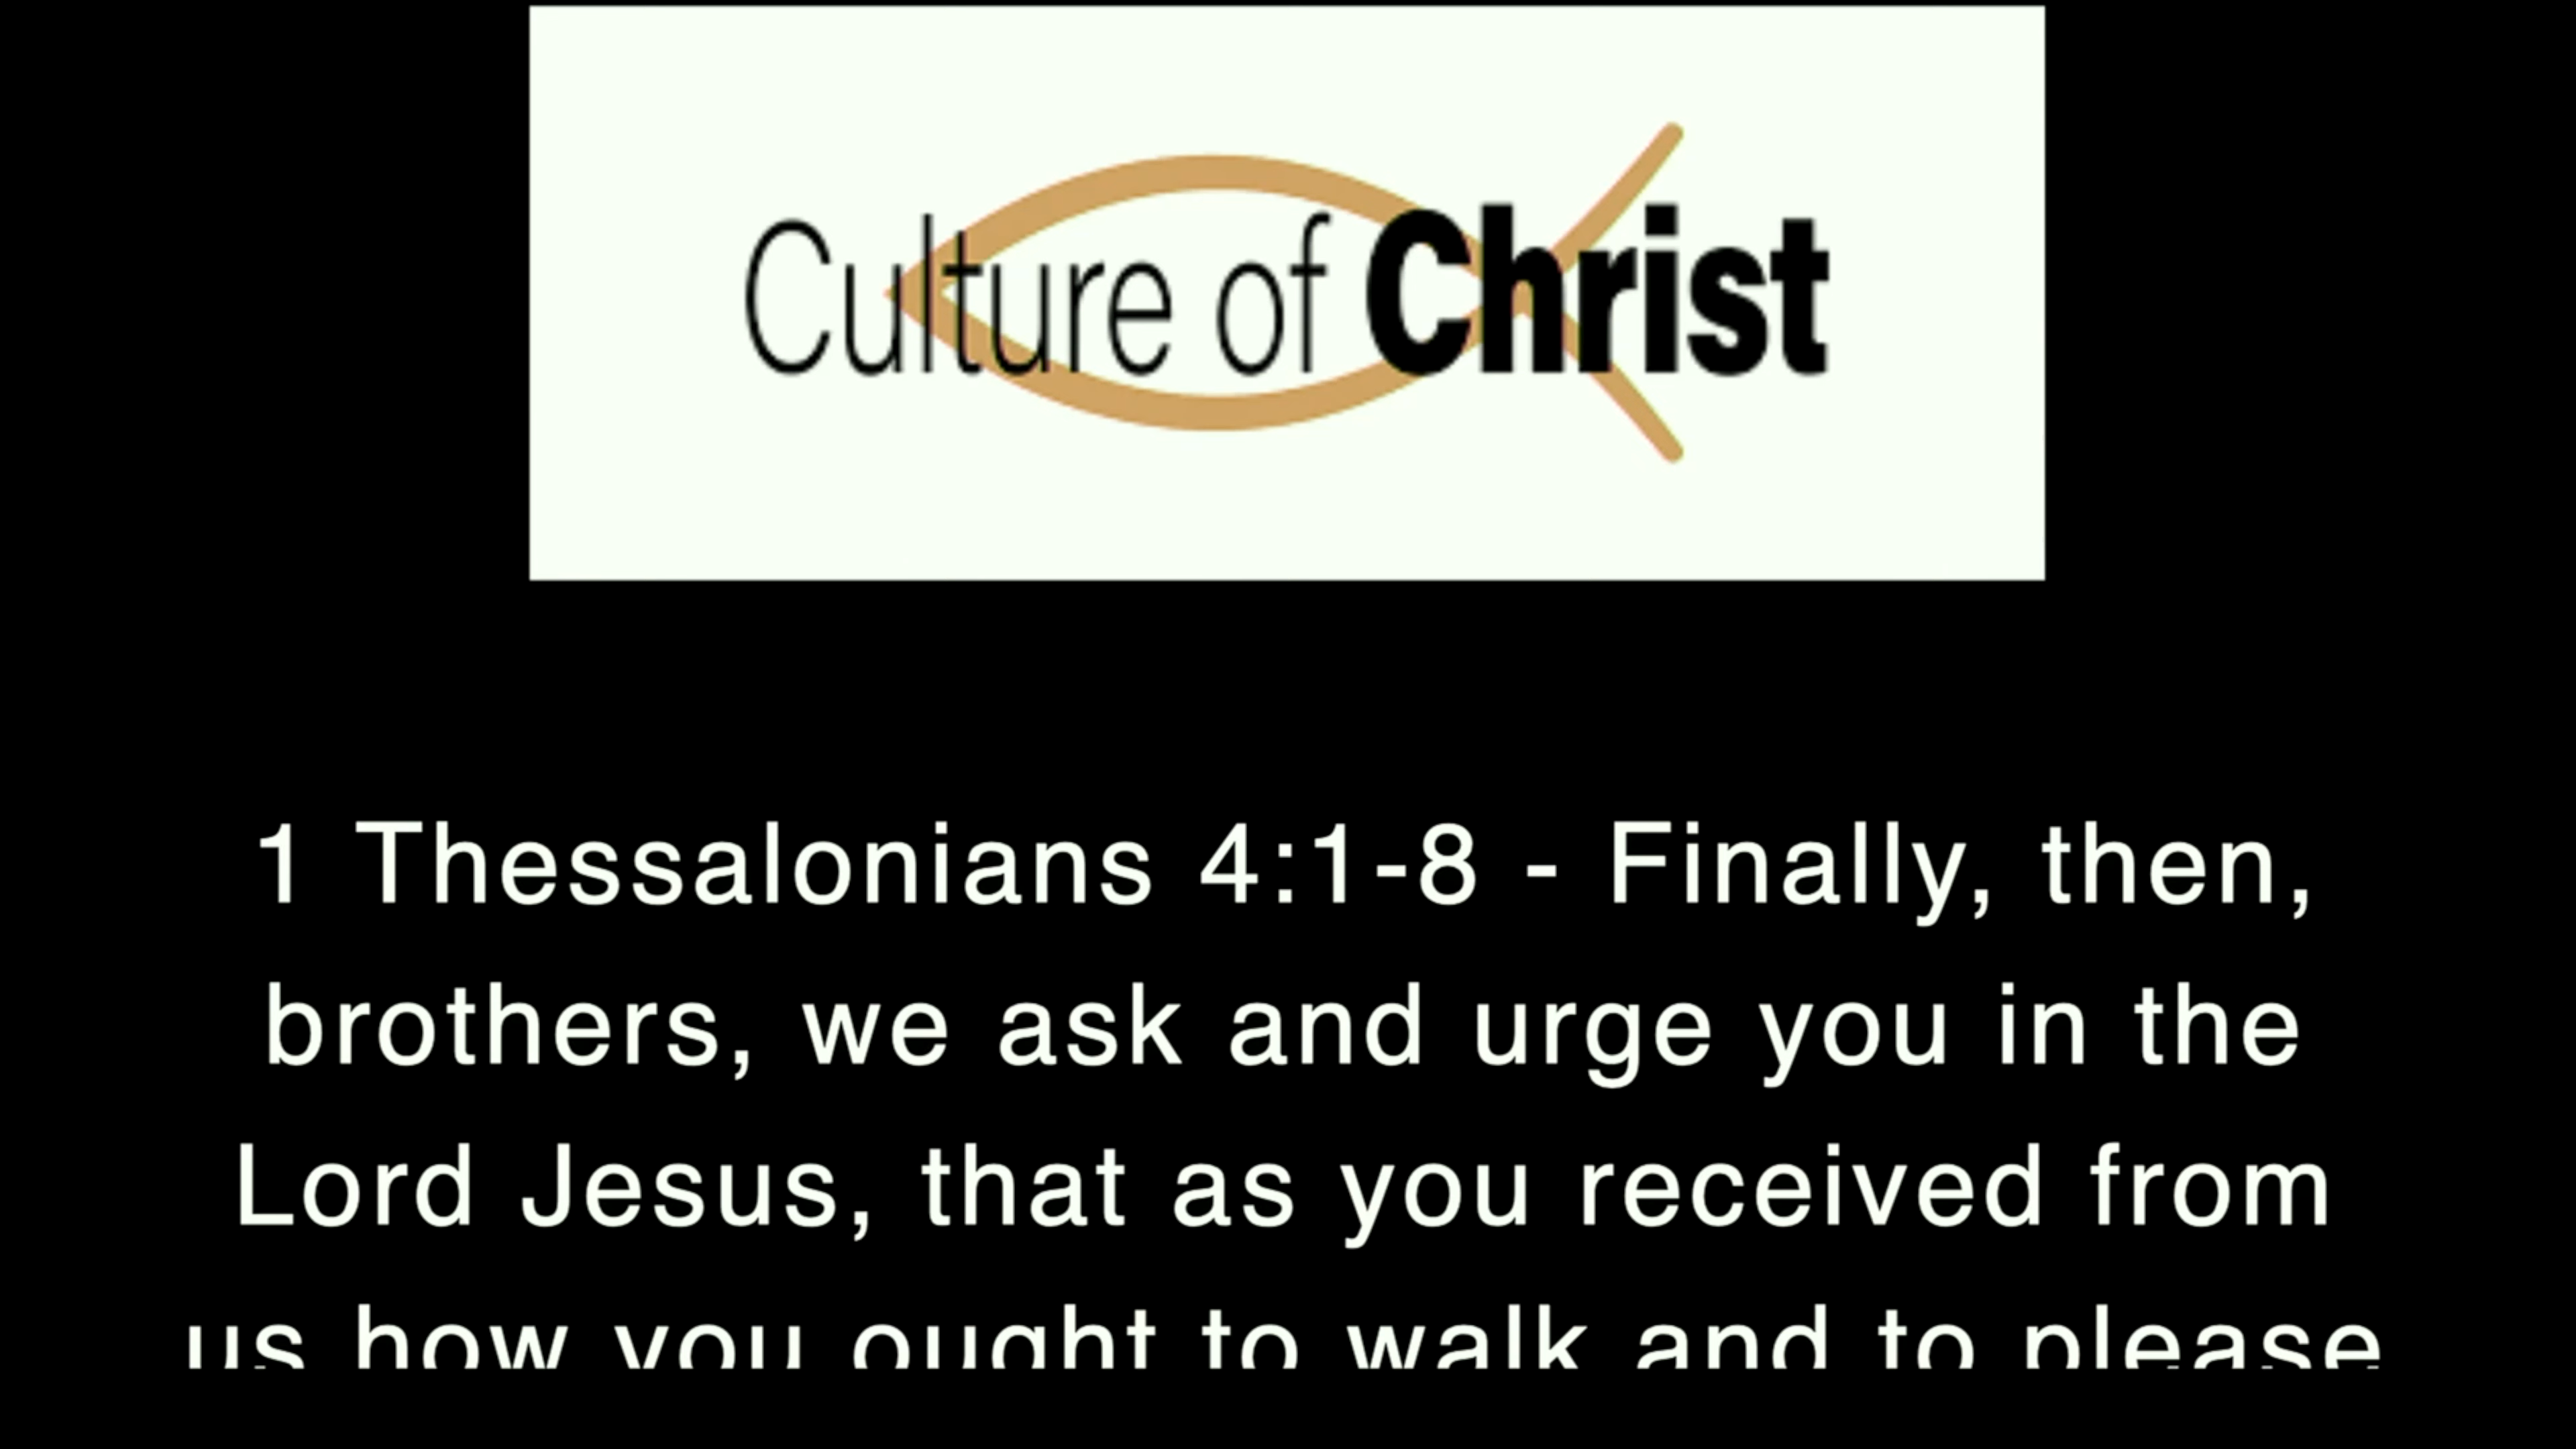 Culture of Christ
1 Thessalonians 4:1-8 - Finally, then,
brothers, we ask and urge you in the
Lord Jesus, that as you received from
us how you ought to walk and to please